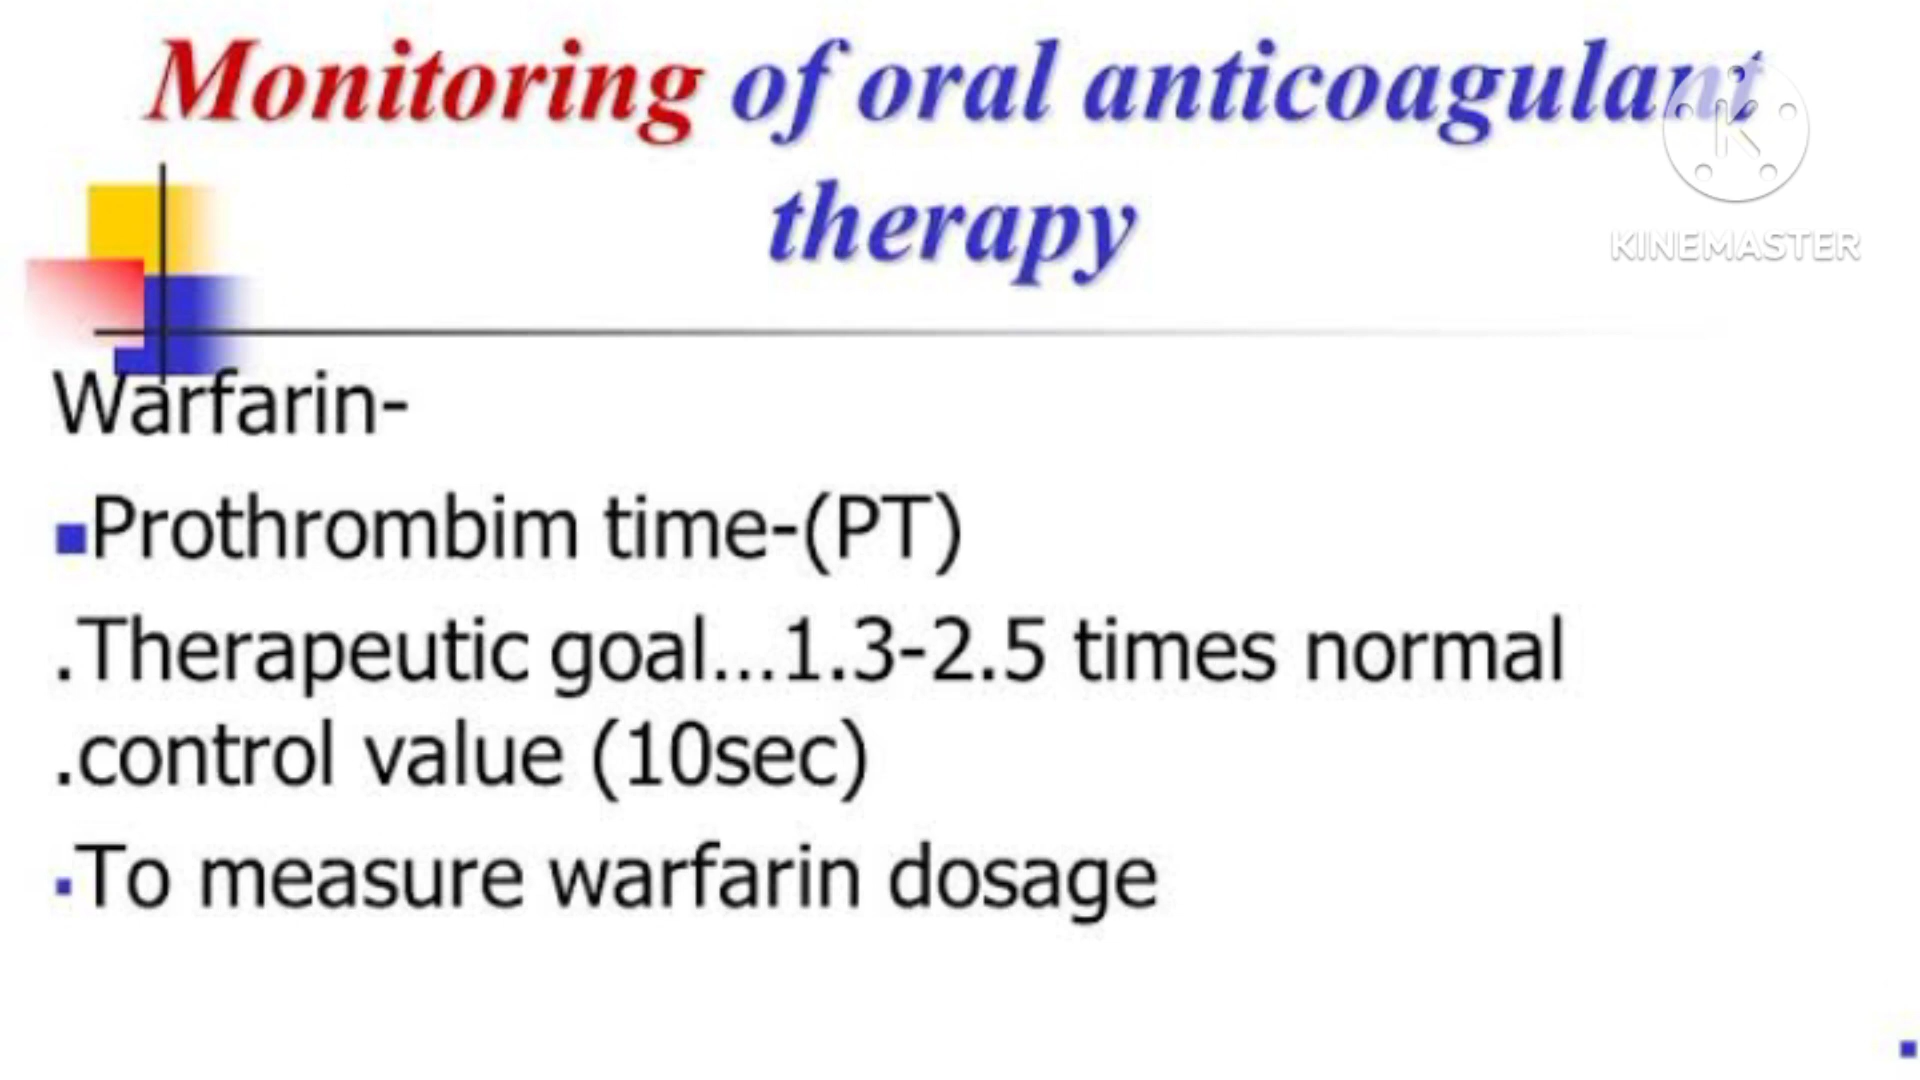 Monitoring of oral anticoagulant
therapy
KINEMASTER
Warfarin-
▪Prothrombim time-(PT)
.Therapeutic goal...1.3-2.5 times normal
.control value (10sec)
▪To measure warfarin dosage